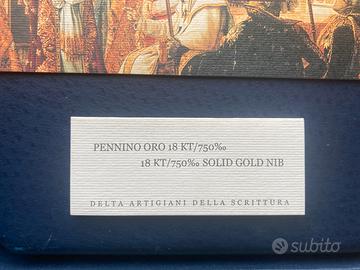 PENNINO ORO 18 KT/750‰
18 KT/750‰ SOLID GOLD NIB
DELTA ARTIGIANI DELLA SCRITTURA
subito